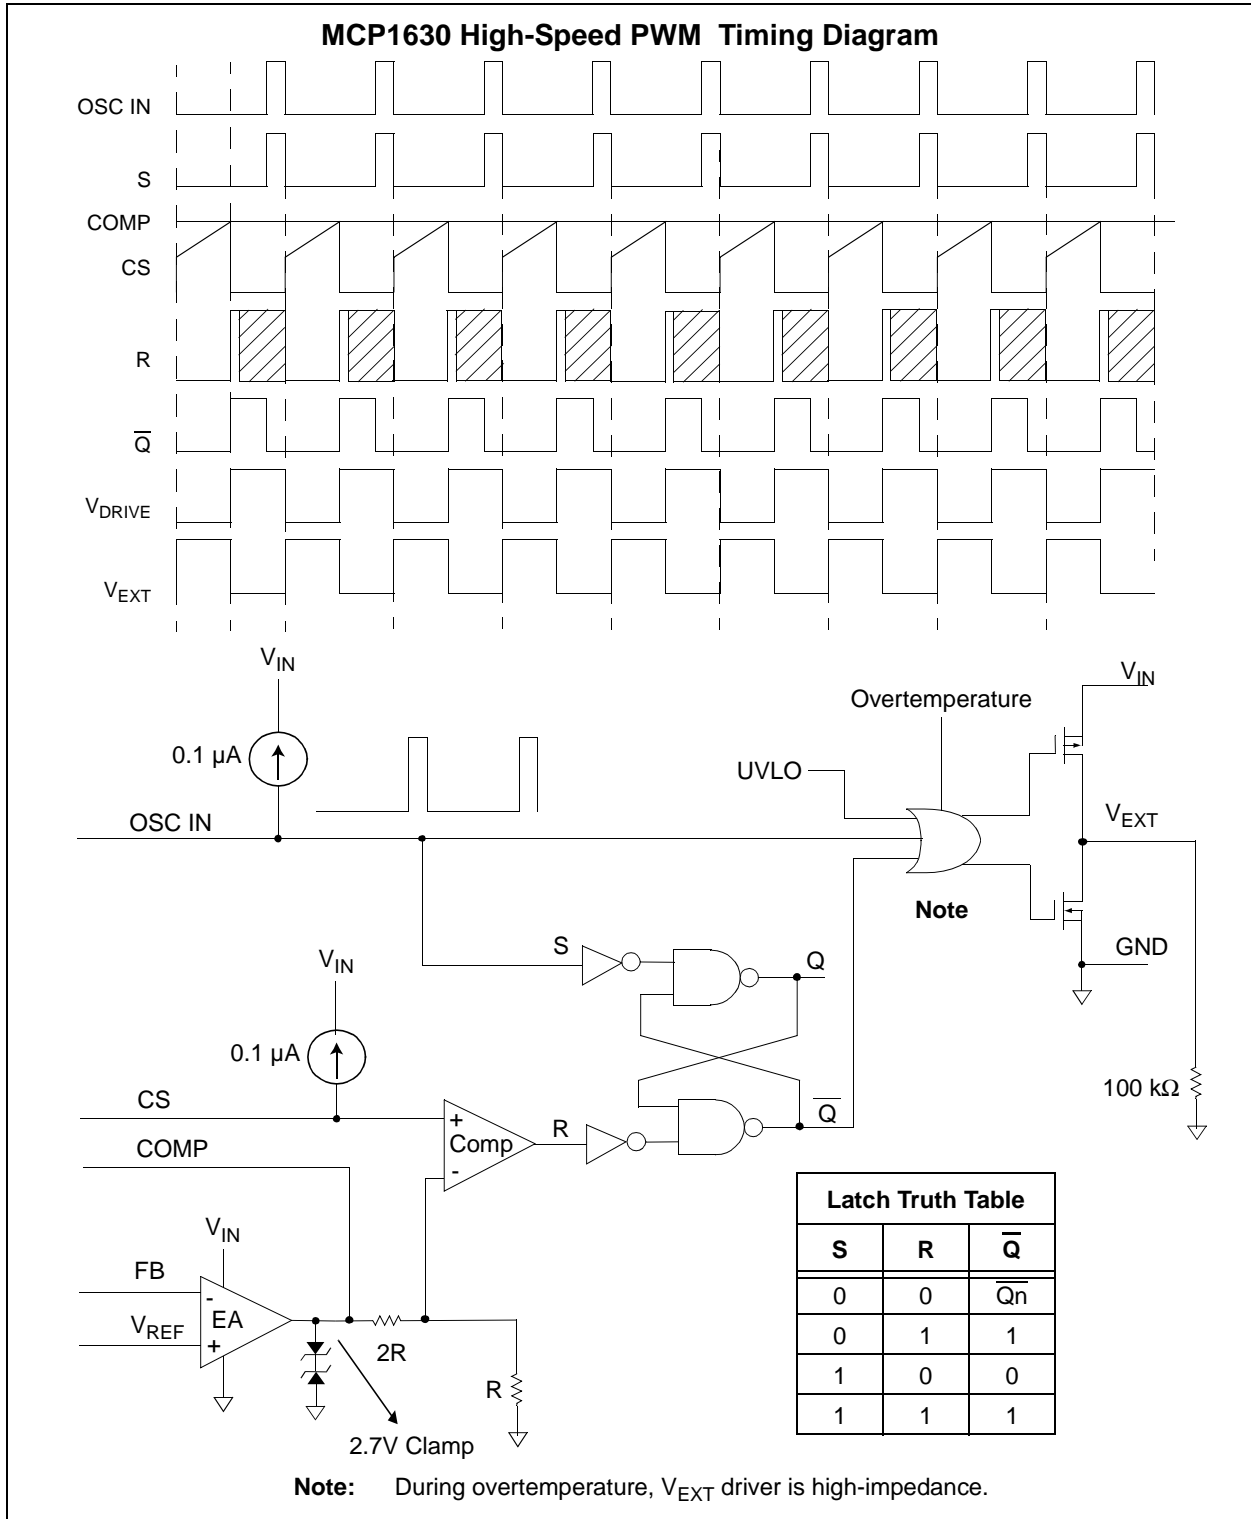 MCP1630 High-Speed PWM Timing Diagram
OSC IN
S
COMP
CS
R
Q̅
VDRIVE
VEXT
VIN
0.1 µA
OSC IN
Overtemperature
UVLO
VIN
VEXT
Note
GND
100 kΩ
S
Q
VIN
0.1 µA
CS
COMP
+
Comp
-
R
Q̅
VIN
FB
-
EA
VREF
+
2R
R
2.7V Clamp
Latch Truth Table
S R Q̅
0 0 Q̅n̅
0 1 1
1 0 0
1 1 1
Note: During overtemperature, VEXT driver is high-impedance.